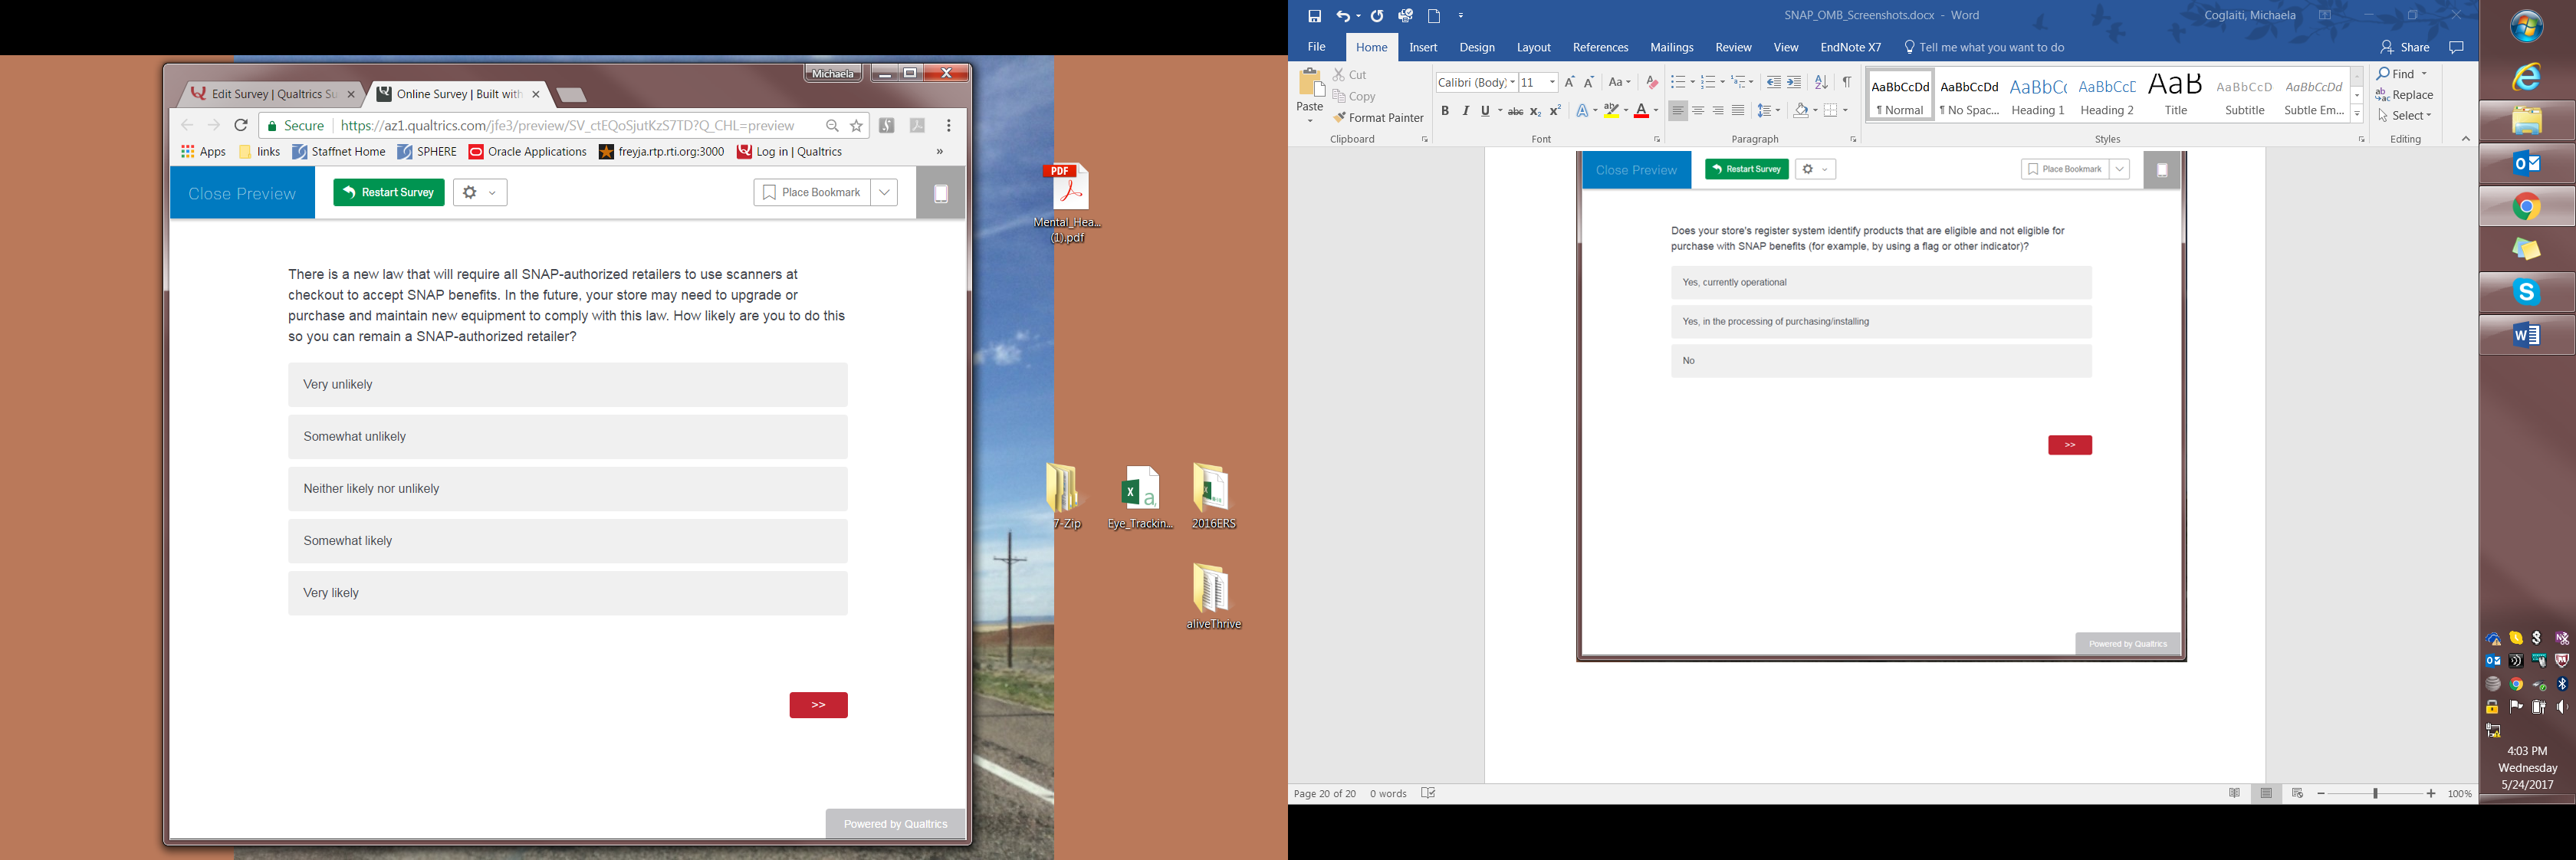 Michaela
Edit Survey | Qualtrics Su
Online Survey | Built with
Secure
https://az1.qualtrics.com/jfe3/preview/SV_ctEQoSjutKzS7TD?Q_CHL=preview
Apps
links
Staffnet Home
SPHERE
Oracle Applications
freyja.rtp.rti.org:3000
Log in | Qualtrics
»
Close Preview
Restart Survey
Place Bookmark
There is a new law that will require all SNAP-authorized retailers to use scanners at
checkout to accept SNAP benefits. In the future, your store may need to upgrade or
purchase and maintain new equipment to comply with this law. How likely are you to do this
so you can remain a SNAP-authorized retailer?
Very unlikely
Somewhat unlikely
Neither likely nor unlikely
Somewhat likely
Very likely
>>
Powered by Qualtrics
PDF
Mental_Hea...
(1).pdf
7-Zip
Eye_Trackin...
2016ERS
aliveThrive
SNAP_OMB_Screenshots.docx - Word
Coglaiti, Michaela
File
Home
Insert
Design
Layout
References
Mailings
Review
View
EndNote X7
Tell me what you want to do
Share
Paste
Cut
Copy
Format Painter
Clipboard
Calibri (Body)
11
Aa
B I U abc x₂ x²
Font
Paragraph
AaBbCcDd
¶ Normal
AaBbCcDd
¶ No Spac...
AaBbCc
Heading 1
AaBbCcE
Heading 2
AaB
Title
AaBbCcD
Subtitle
AaBbCcDd
Subtle Em...
Styles
Find
Replace
Select
Editing
Close Preview
Restart Survey
Place Bookmark
Does your store's register system identify products that are eligible and not eligible for
purchase with SNAP benefits (for example, by using a flag or other indicator)?
Yes, currently operational
Yes, in the processing of purchasing/installing
No
>>
Powered by Qualtrics
Page 20 of 20
0 words
100%
4:03 PM
Wednesday
5/24/2017